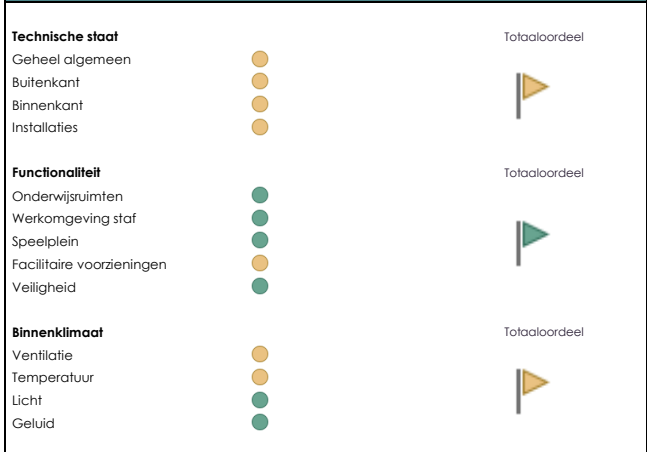 Technische staat Totaaloordeel
Geheel algemeen
Buitenkant
Binnenkant
Installaties
Functionaliteit Totaaloordeel
Onderwijsruimten
Werkomgeving staf
Speelplein
Facilitaire voorzieningen
Veiligheid
Binnenklimaat Totaaloordeel
Ventilatie
Temperatuur
Licht
Geluid